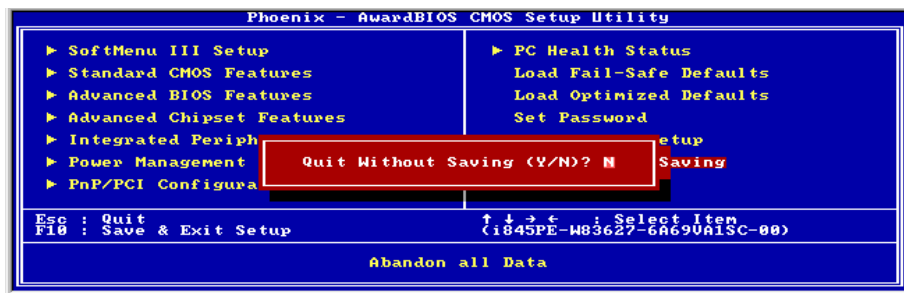 Phoenix - AwardBIOS CMOS Setup Utility
► SoftMenu III Setup
► Standard CMOS Features
► Advanced BIOS Features
► Advanced Chipset Features
► Integrated Periph
► Power Management
► PnP/PCI Configura
► PC Health Status
Load Fail-Safe Defaults
Load Optimized Defaults
Set Password
etup
Saving
Quit Without Saving (Y/N)? N
Esc : Quit
F10 : Save & Exit Setup
↑ ↓ → ← : Select Item
(i845PE-W83627-6A69VA1SC-00)
Abandon all Data